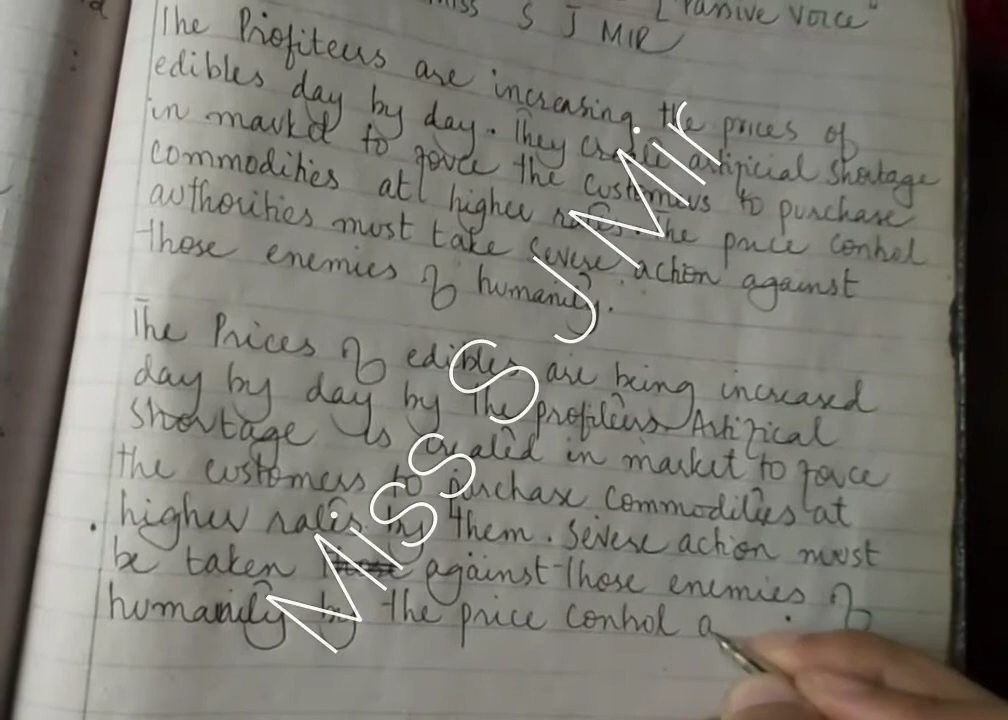 Miss S J MIR ["Passive Voice"
The Profiteers are increasing the prices of
edibles day by day. They create artificial shortage
in market to force the customers to purchase
commodities at higher rates. The price control
authorities must take severe action against
those enemies of humanity.
The Prices of edibles are being increased
day by day by the profiteers Artifical
shortage is created in market to force
the customers to purchase commodities at
higher rates by them. Severe action must
be taken against those enemies of
humanity by the price control a
MISS S J Mir